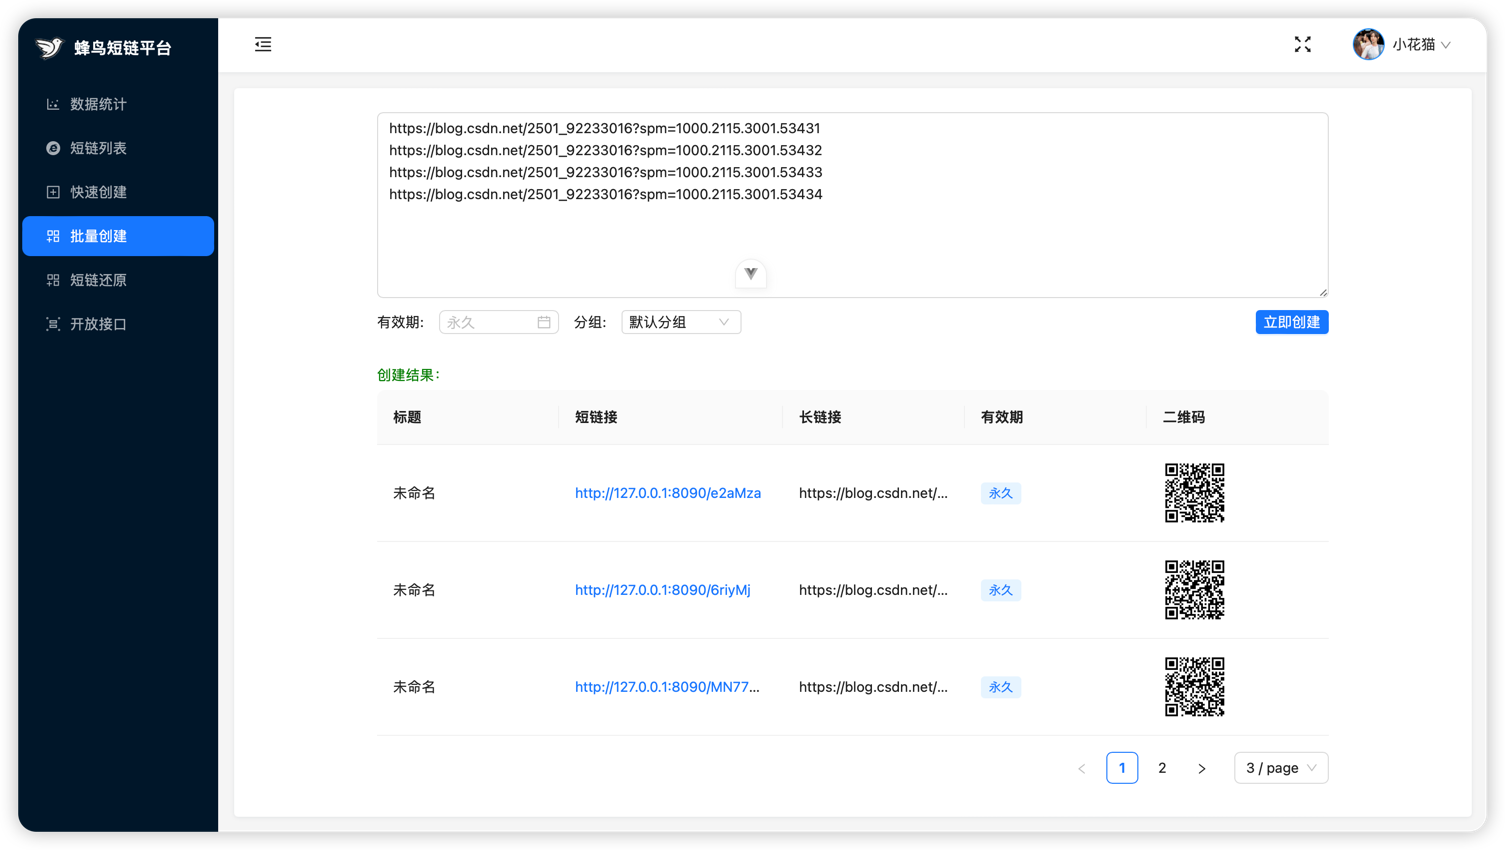 蜂鸟短链平台
小花猫
数据统计
短链列表
快速创建
批量创建
短链还原
开放接口
https://blog.csdn.net/2501_92233016?spm=1000.2115.3001.53431
https://blog.csdn.net/2501_92233016?spm=1000.2115.3001.53432
https://blog.csdn.net/2501_92233016?spm=1000.2115.3001.53433
https://blog.csdn.net/2501_92233016?spm=1000.2115.3001.53434
有效期: 永久 分组: 默认分组 立即创建
创建结果:
标题 短链接 长链接 有效期 二维码
未命名 http://127.0.0.1:8090/e2aMza https://blog.csdn.net/... 永久
未命名 http://127.0.0.1:8090/6riyMj https://blog.csdn.net/... 永久
未命名 http://127.0.0.1:8090/MN77... https://blog.csdn.net/... 永久
< 1 2 > 3 / page